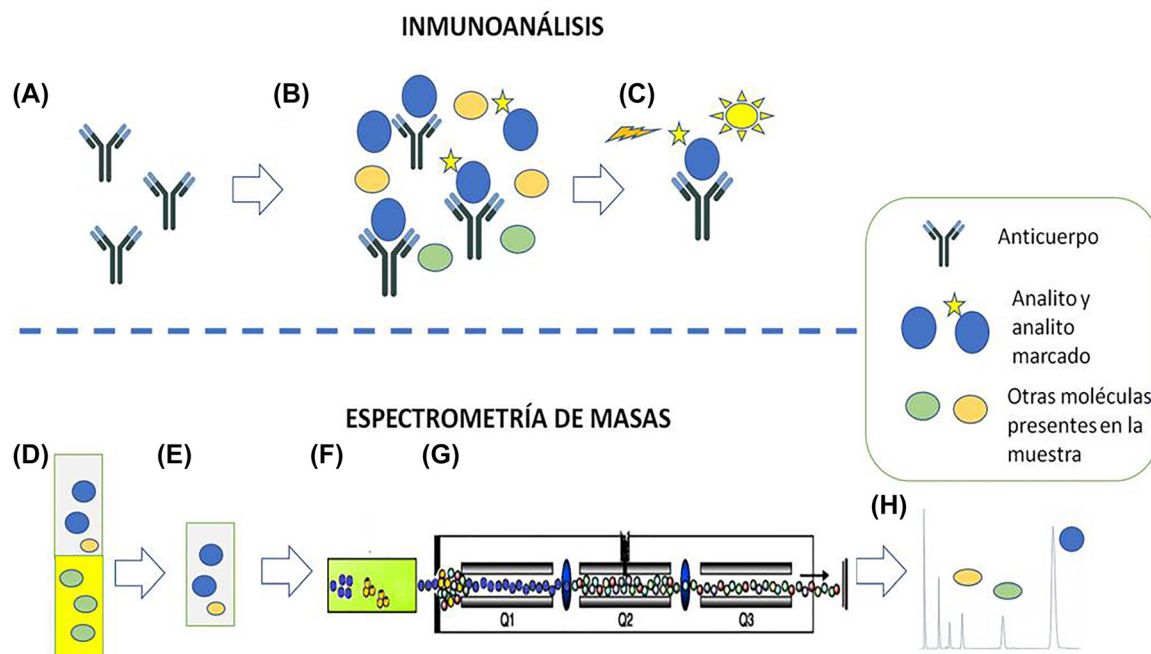 INMUNOANÁLISIS
(A)
(B)
(C)
Anticuerpo
Analito y
analito
marcado
Otras moléculas
presentes en la
muestra
ESPECTROMETRÍA DE MASAS
(D)
(E)
(F)
(G)
(H)
Q1
Q2
Q3